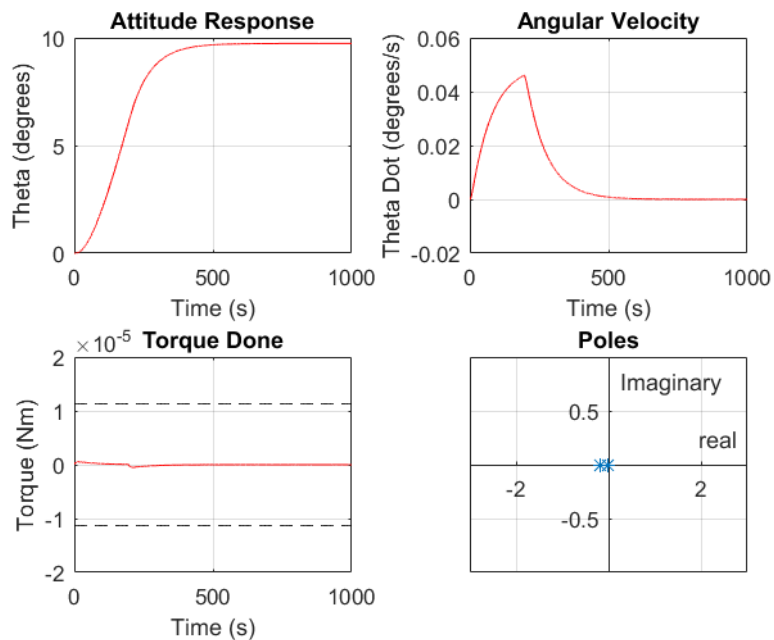 Attitude Response
Theta (degrees)
10
5
0
0
500
1000
Time (s)
Angular Velocity
Theta Dot (degrees/s)
0.06
0.04
0.02
0
-0.02
0
500
1000
Time (s)
× 10^-5
Torque Done
Torque (Nm)
2
1
0
-1
-2
0
500
1000
Time (s)
Poles
Imaginary
0.5
real
-2
2
-0.5